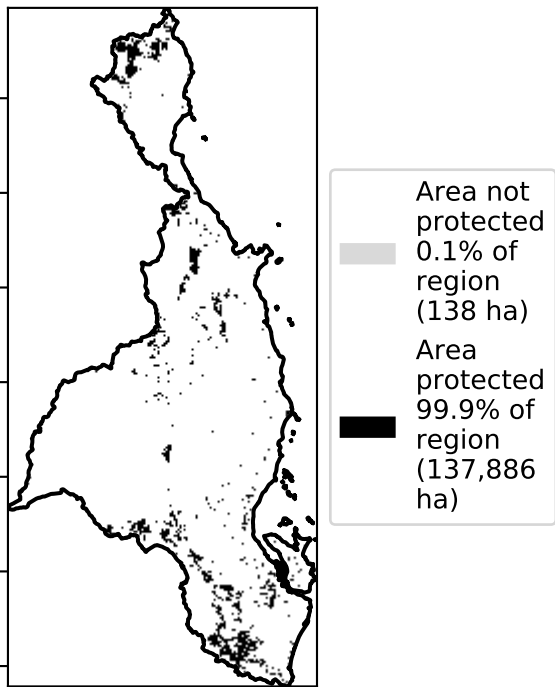 Area not
protected
0.1% of
region
(138 ha)
Area
protected
99.9% of
region
(137,886
ha)